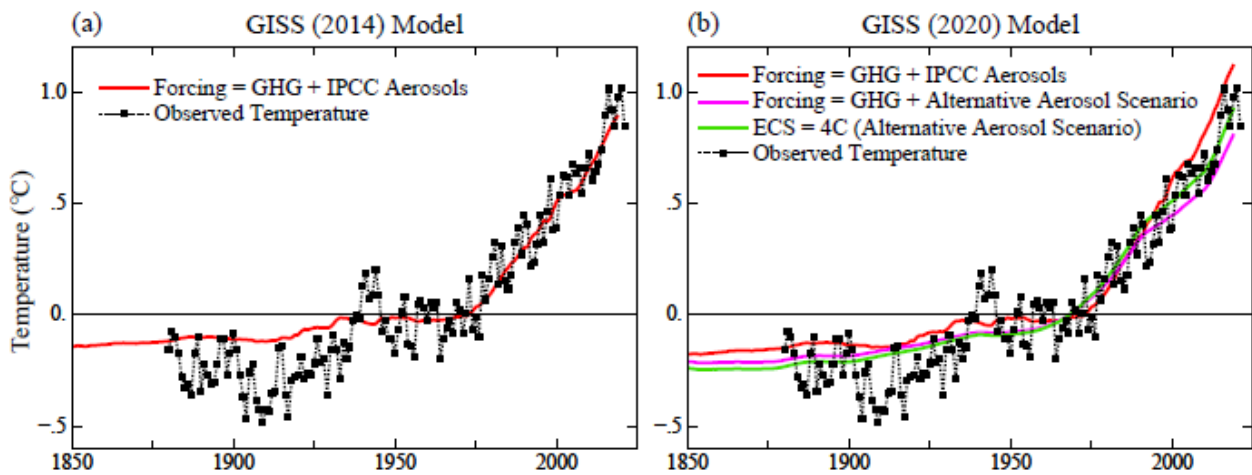 (a) GISS (2014) Model
Forcing = GHG + IPCC Aerosols
Observed Temperature
Temperature (°C)
1.0
.5
0.
−.5
1850 1900 1950 2000
(b) GISS (2020) Model
Forcing = GHG + IPCC Aerosols
Forcing = GHG + Alternative Aerosol Scenario
ECS = 4C (Alternative Aerosol Scenario)
Observed Temperature
1.0
.5
0.
−.5
1850 1900 1950 2000